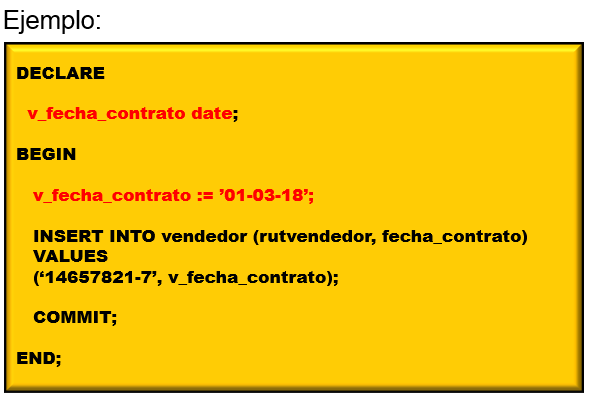 Ejemplo:
DECLARE
v_fecha_contrato date;
BEGIN
v_fecha_contrato := ’01-03-18’;
INSERT INTO vendedor (rutvendedor, fecha_contrato)
VALUES
(‘14657821-7’, v_fecha_contrato);
COMMIT;
END;